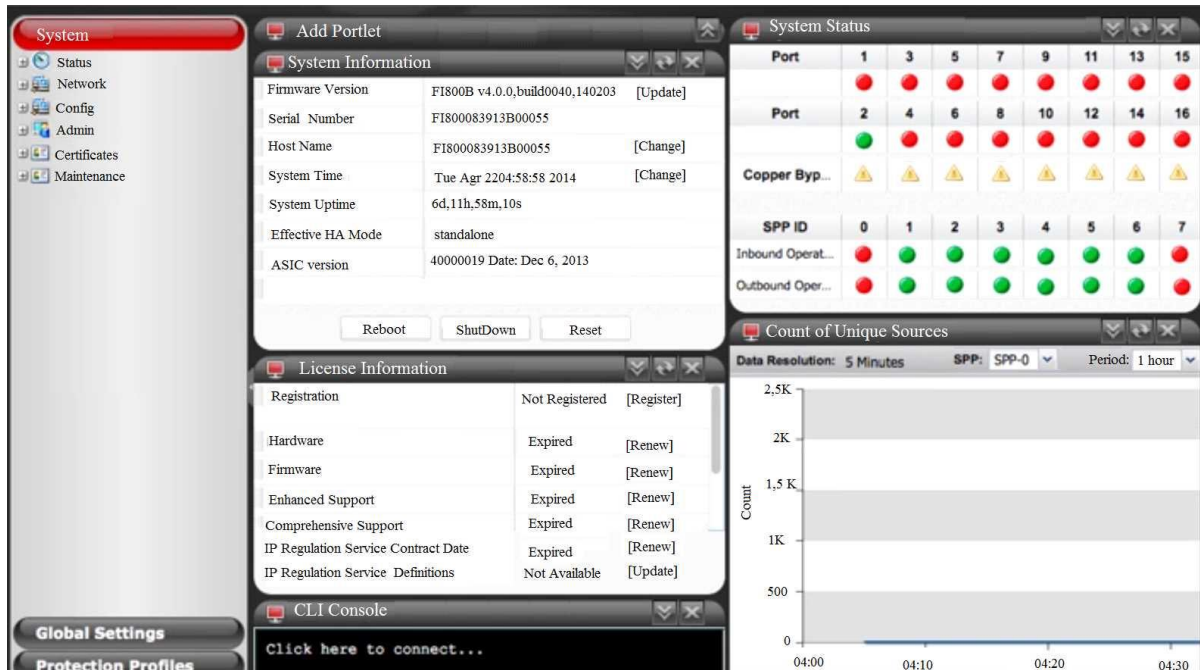 System
Status
Network
Config
Admin
Certificates
Maintenance
Global Settings
Protection Profiles
Add Portlet
System Information
Firmware Version FI800B v4.0.0,build0040,140203 [Update]
Serial Number FI800083913B00055
Host Name FI800083913B00055 [Change]
System Time Tue Agr 2204:58:58 2014 [Change]
System Uptime 6d,11h,58m,10s
Effective HA Mode standalone
ASIC version 40000019 Date: Dec 6, 2013
Reboot ShutDown Reset
License Information
Registration Not Registered [Register]
Hardware Expired [Renew]
Firmware Expired [Renew]
Enhanced Support Expired [Renew]
Comprehensive Support Expired [Renew]
IP Regulation Service Contract Date Expired [Renew]
IP Regulation Service Definitions Not Available [Update]
CLI Console
Click here to connect...
System Status
Port 1 3 5 7 9 11 13 15
Port 2 4 6 8 10 12 14 16
Copper Byp...
SPP ID 0 1 2 3 4 5 6 7
Inbound Operat...
Outbound Oper...
Count of Unique Sources
Data Resolution: 5 Minutes SPP: SPP-0 Period: 1 hour
2,5K
2K
1,5 K
1K
500
0
Count
04:00 04:10 04:20 04:30